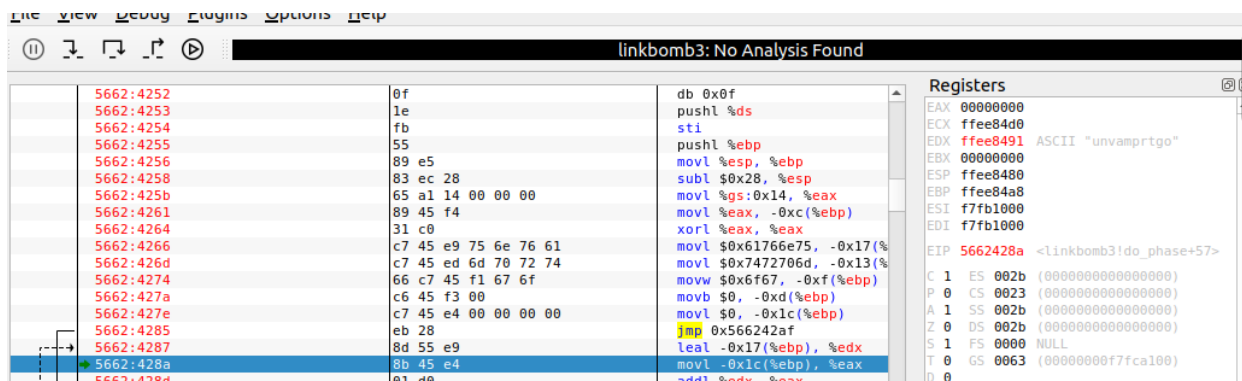 File View Debug Plugins Options Help
linkbomb3: No Analysis Found
Registers
5662:4252 0f db 0x0f
5662:4253 1e pushl %ds
5662:4254 fb sti
5662:4255 55 pushl %ebp
5662:4256 89 e5 movl %esp, %ebp
5662:4258 83 ec 28 subl $0x28, %esp
5662:425b 65 a1 14 00 00 00 movl %gs:0x14, %eax
5662:4261 89 45 f4 movl %eax, -0xc(%ebp)
5662:4264 31 c0 xorl %eax, %eax
5662:4266 c7 45 e9 75 6e 76 61 movl $0x61766e75, -0x17(%
5662:426d c7 45 ed 6d 70 72 74 movl $0x7472706d, -0x13(%
5662:4274 66 c7 45 f1 67 6f movw $0x6f67, -0xf(%ebp)
5662:427a c6 45 f3 00 movb $0, -0xd(%ebp)
5662:427e c7 45 e4 00 00 00 00 movl $0, -0x1c(%ebp)
5662:4285 eb 28 jmp 0x566242af
5662:4287 8d 55 e9 leal -0x17(%ebp), %edx
5662:428a 8b 45 e4 movl -0x1c(%ebp), %eax
5662:428d 01 d0 addl %edx, %eax
EAX 00000000
ECX ffee84d0
EDX ffee8491 ASCII "unvamprtgo"
EBX 00000000
ESP ffee8480
EBP ffee84a8
ESI f7fb1000
EDI f7fb1000
EIP 5662428a <linkbomb3!do_phase+57>
C 1 ES 002b (0000000000000000)
P 0 CS 0023 (0000000000000000)
A 1 SS 002b (0000000000000000)
Z 0 DS 002b (0000000000000000)
S 1 FS 0000 NULL
T 0 GS 0063 (00000000f7fca100)
D 0